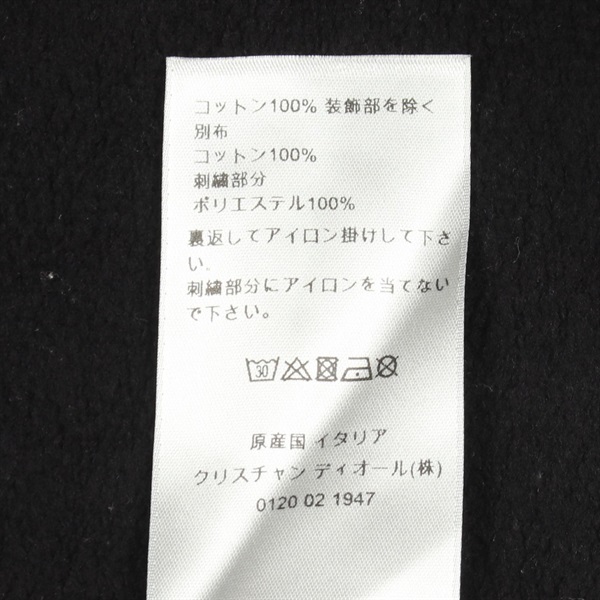 コットン100% 装飾部を除く
別布
コットン100%
刺繍部分
ポリエステル100%
裏返してアイロン掛けして下さ
い.
刺繍部分にアイロンを当てない
で下さい。
30
原産国 イタリア
クリスチャン ディオール(株)
0120 02 1947